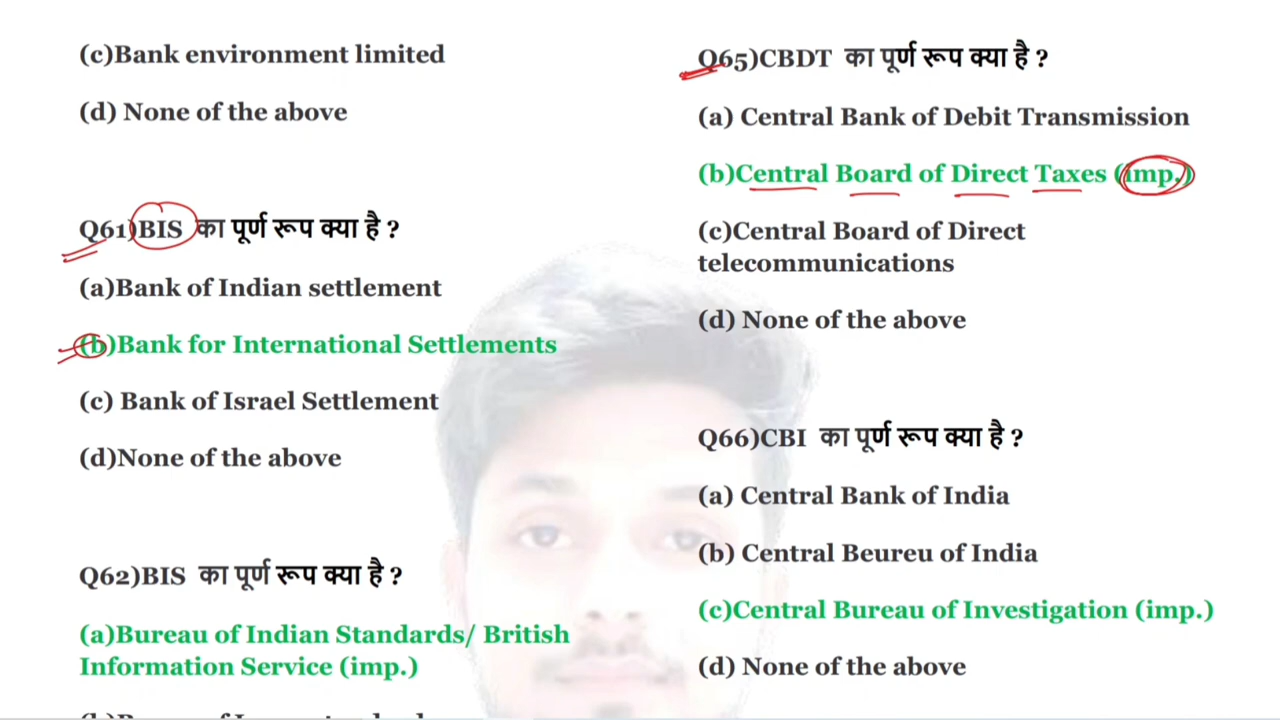 (c)Bank environment limited
(d) None of the above
Q61)BIS का पूर्ण रूप क्या है ?
(a)Bank of Indian settlement
(b)Bank for International Settlements
(c) Bank of Israel Settlement
(d)None of the above
Q62)BIS का पूर्ण रूप क्या है ?
(a)Bureau of Indian Standards/ British
Information Service (imp.)
Q65)CBDT का पूर्ण रूप क्या है ?
(a) Central Bank of Debit Transmission
(b)Central Board of Direct Taxes (imp.)
(c)Central Board of Direct
telecommunications
(d) None of the above
Q66)CBI का पूर्ण रूप क्या है ?
(a) Central Bank of India
(b) Central Beureu of India
(c)Central Bureau of Investigation (imp.)
(d) None of the above